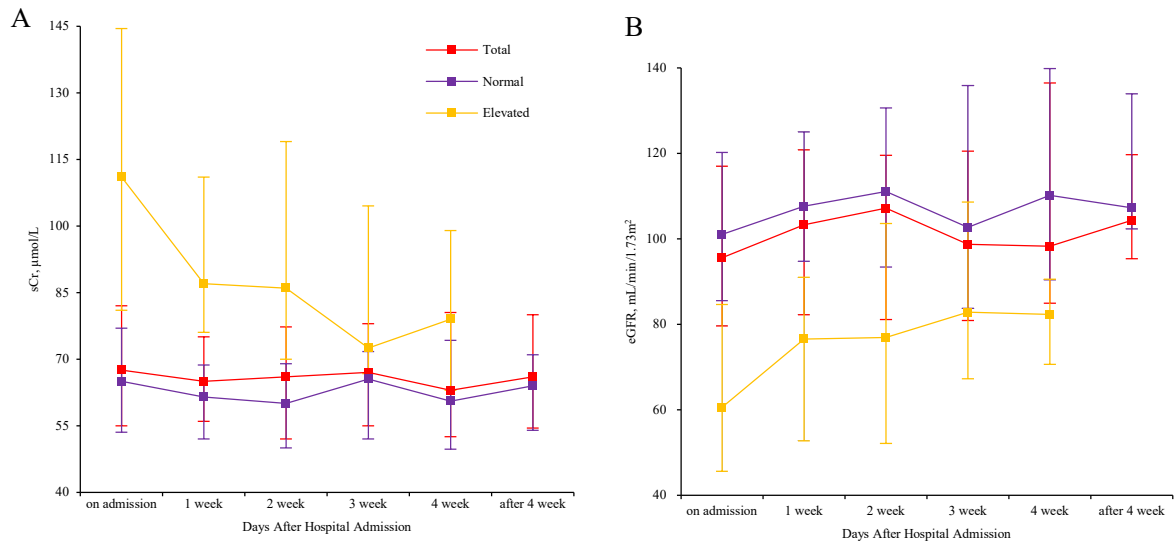 A
145
130
115
100
85
70
55
40
sCr, μmol/L
Total
Normal
Elevated
on admission 1 week 2 week 3 week 4 week after 4 week
Days After Hospital Admission
B
140
120
100
80
60
40
eGFR, mL/min/1.73m²
on admission 1 week 2 week 3 week 4 week after 4 week
Days After Hospital Admission